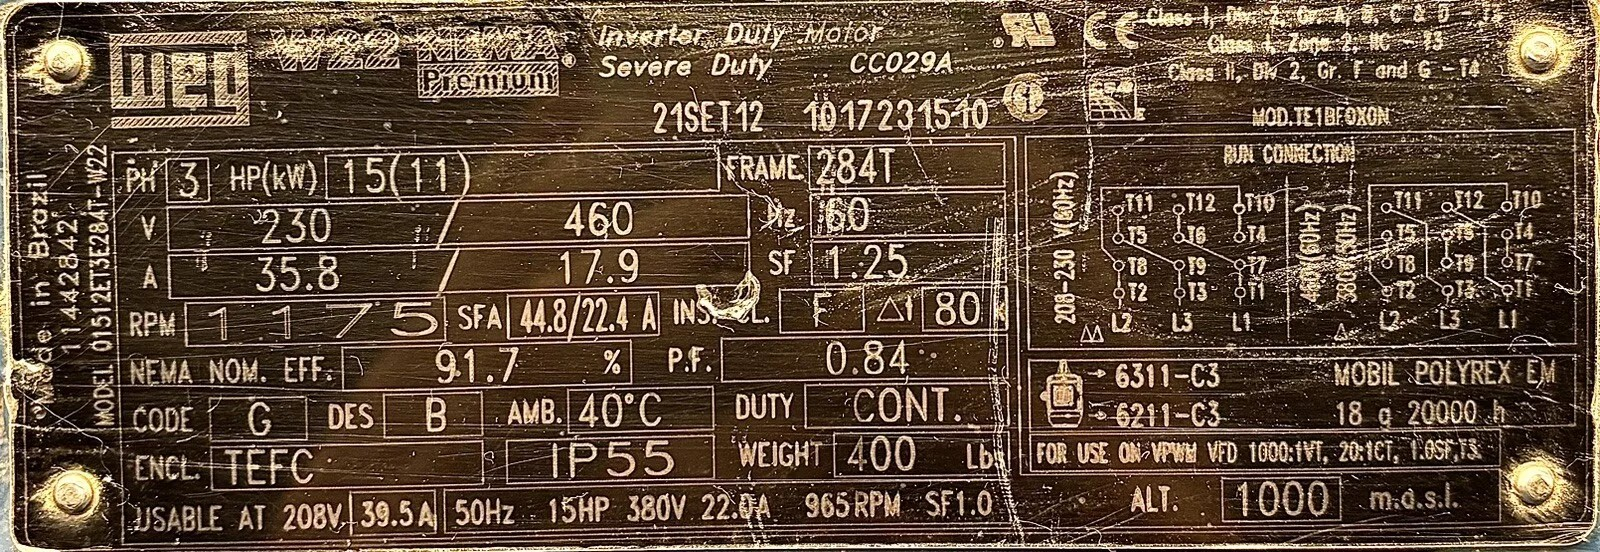 WEG W22 NEMA Premium®
Inverter Duty Motor
Severe Duty CC029A
21SET12 1017231510
Class I, Div. 2, Gr. A, B, C & D - T3
Class I, Zone 2, IIC - T3
Class II, Div 2, Gr. F and G - T4
MOD.TE1BF0X0N
Made in Brazil
11442842
MODEL 01512ET3E284T-W22
PH 3 HP(kW) 15(11) FRAME 284T
V 230 / 460 Hz 60
A 35.8 / 17.9 SF 1.25
RPM 1175 SFA 44.8/22.4 A INS. CL. F Δt 80 K
NEMA NOM. EFF. 91.7 % P.F. 0.84
CODE G DES B AMB. 40°C DUTY CONT.
ENCL. TEFC IP55 WEIGHT 400 Lb
USABLE AT 208V 39.5A 50Hz 15HP 380V 22.0A 965RPM SF1.0
RUN CONNECTION
208-230 V(60Hz)
T11 T12 T10
T5 T6 T4
T8 T9 T7
T2 T3 T1
L2 L3 L1
460V(60Hz)
380V(50Hz)
T11 T12 T10
T5 T6 T4
T8 T9 T7
T2 T3 T1
L2 L3 L1
6311-C3 MOBIL POLYREX EM
6211-C3 18 g 20000 h
FOR USE ON VPWM VFD 1000:1VT, 20:1CT, 1.0SF,T3.
ALT. 1000 m.a.s.l.